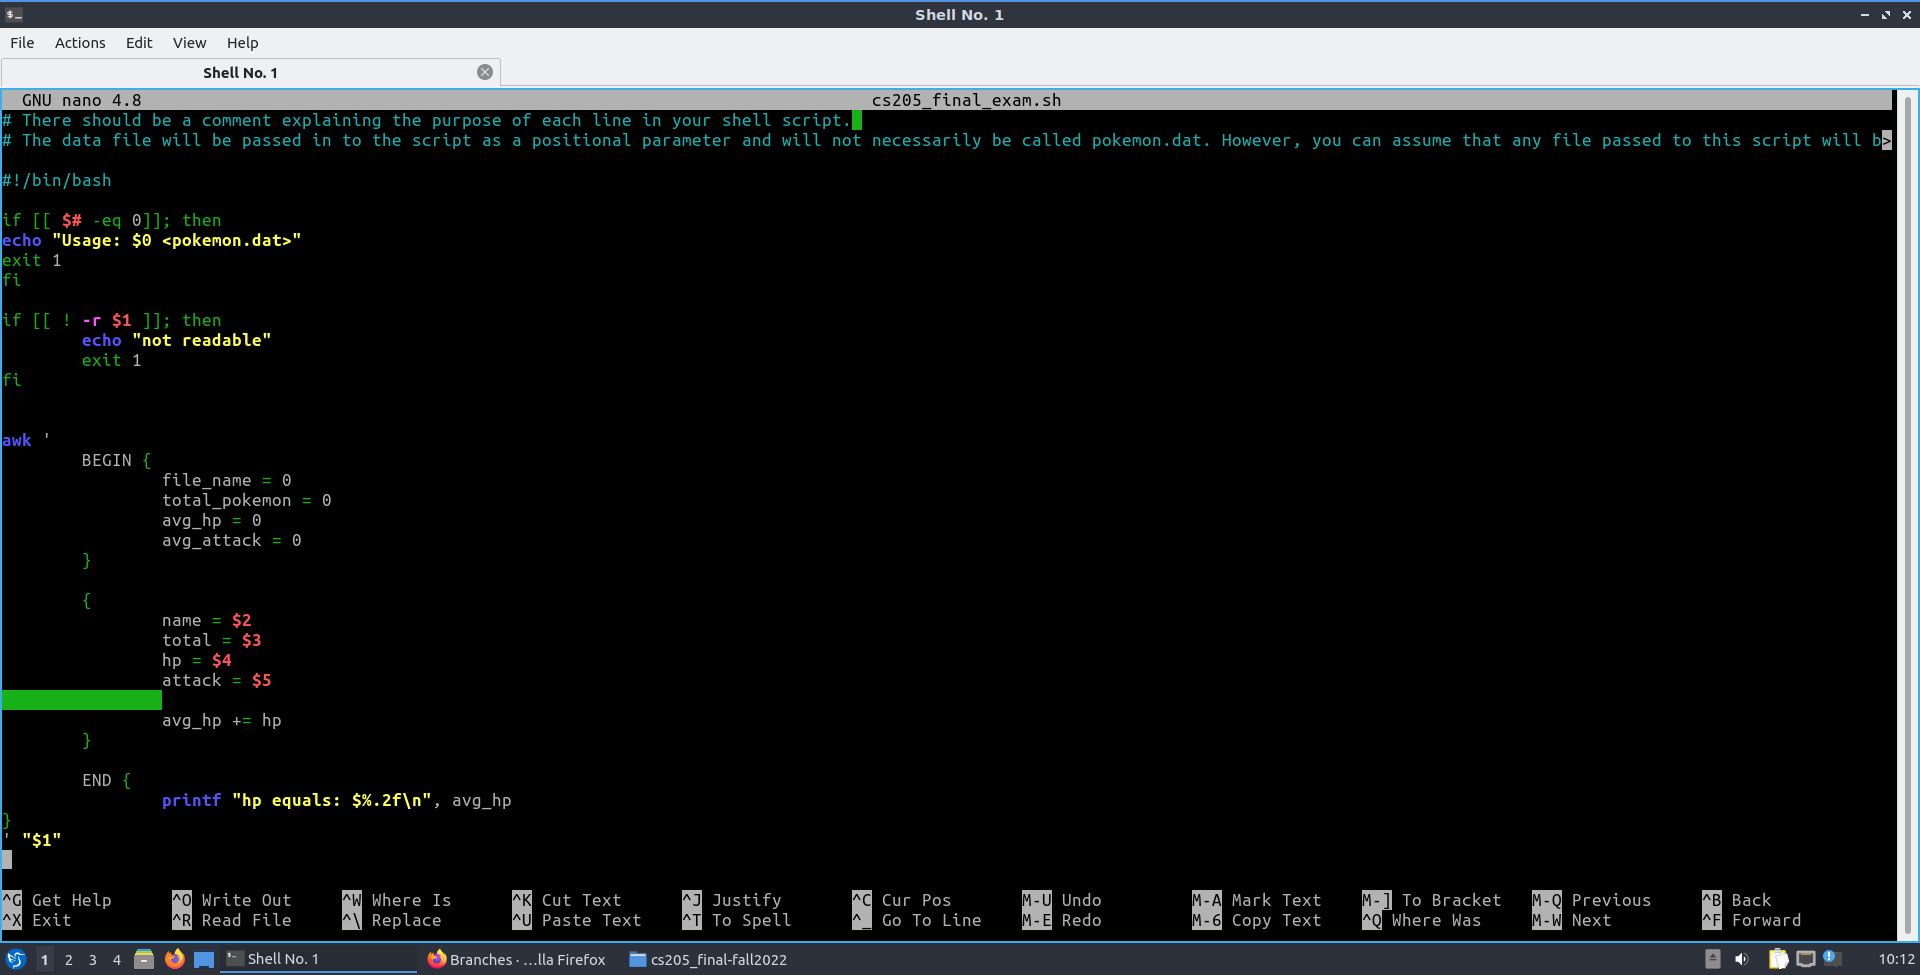 Shell No. 1
File Actions Edit View Help
Shell No. 1
GNU nano 4.8 cs205_final_exam.sh
# There should be a comment explaining the purpose of each line in your shell script.
# The data file will be passed in to the script as a positional parameter and will not necessarily be called pokemon.dat. However, you can assume that any file passed to this script will b>
#!/bin/bash
if [[ $# -eq 0]]; then
echo "Usage: $0 <pokemon.dat>"
exit 1
fi
if [[ ! -r $1 ]]; then
echo "not readable"
exit 1
fi
awk '
BEGIN {
file_name = 0
total_pokemon = 0
avg_hp = 0
avg_attack = 0
}
{
name = $2
total = $3
hp = $4
attack = $5
avg_hp += hp
}
END {
printf "hp equals: $%.2f\n", avg_hp
}
' "$1"
^G Get Help ^O Write Out ^W Where Is ^K Cut Text ^J Justify ^C Cur Pos M-U Undo M-A Mark Text M-] To Bracket M-Q Previous ^B Back
^X Exit ^R Read File ^\ Replace ^U Paste Text ^T To Spell ^_ Go To Line M-E Redo M-6 Copy Text ^Q Where Was M-W Next ^F Forward
1 2 3 4 Shell No. 1 Branches · ...lla Firefox cs205_final-fall2022 10:12